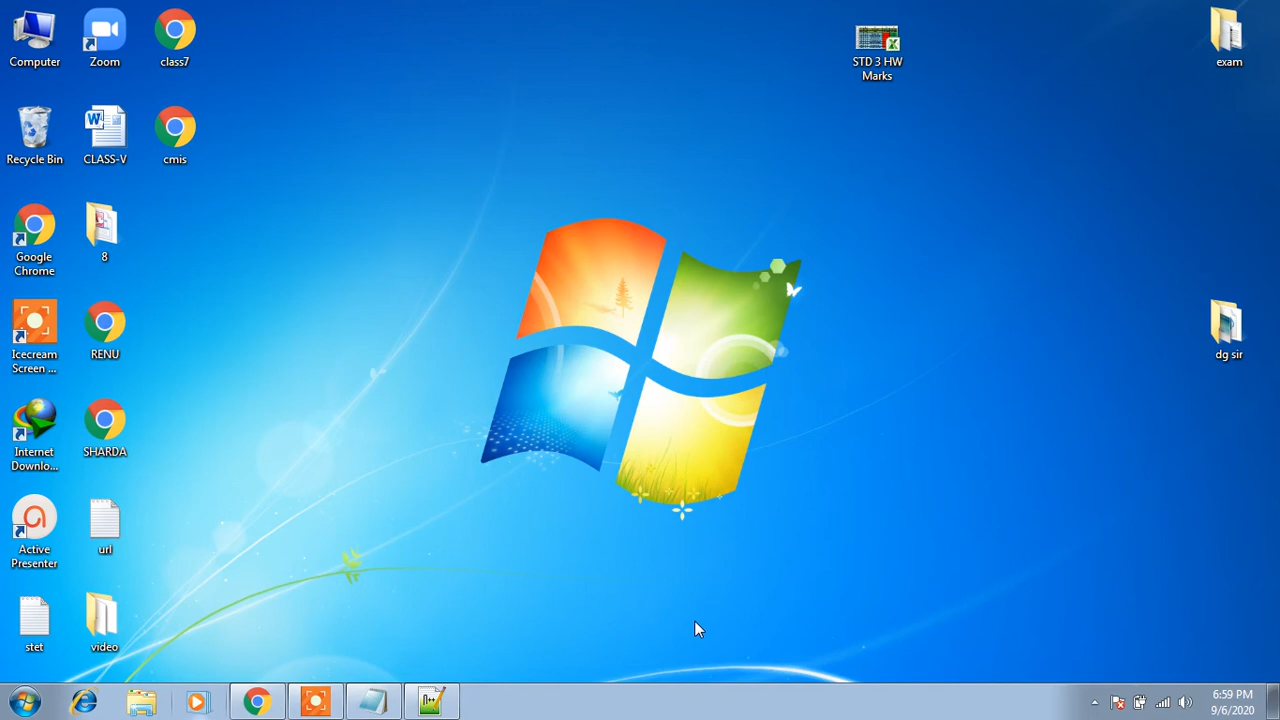 Computer
Zoom
class7
STD 3 HW
Marks
exam
Recycle Bin
CLASS-V
cmis
Google
Chrome
8
Icecream
Screen ...
RENU
dg sir
Internet
Downlo...
SHARDA
Active
Presenter
url
stet
video
6:59 PM
9/6/2020